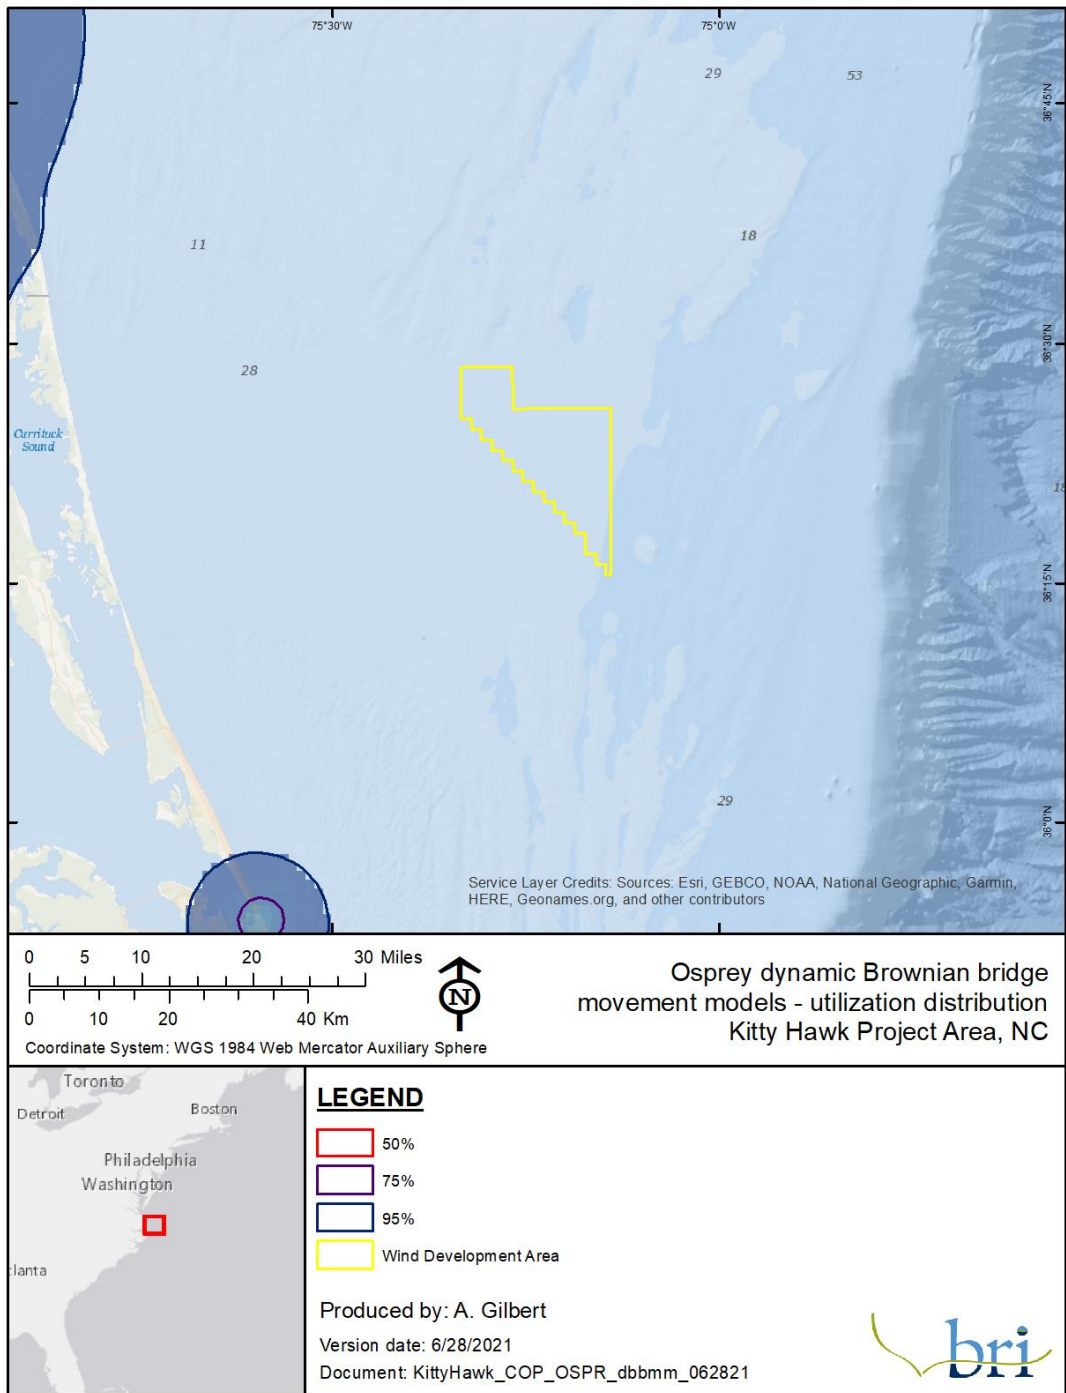 75°30'W
75°0'W
29
53
36°45'N
11
18
36°30'N
28
Currituck
Sound
18
36°15'N
29
36°0'N
Service Layer Credits: Sources: Esri, GEBCO, NOAA, National Geographic, Garmin,
HERE, Geonames.org, and other contributors
0 5 10 20 30 Miles
0 10 20 40 Km
N
Coordinate System: WGS 1984 Web Mercator Auxiliary Sphere
Osprey dynamic Brownian bridge
movement models - utilization distribution
Kitty Hawk Project Area, NC
Toronto
Detroit
Boston
Philadelphia
Washington
tlanta
LEGEND
50%
75%
95%
Wind Development Area
Produced by: A. Gilbert
Version date: 6/28/2021
Document: KittyHawk_COP_OSPR_dbbmm_062821
bri